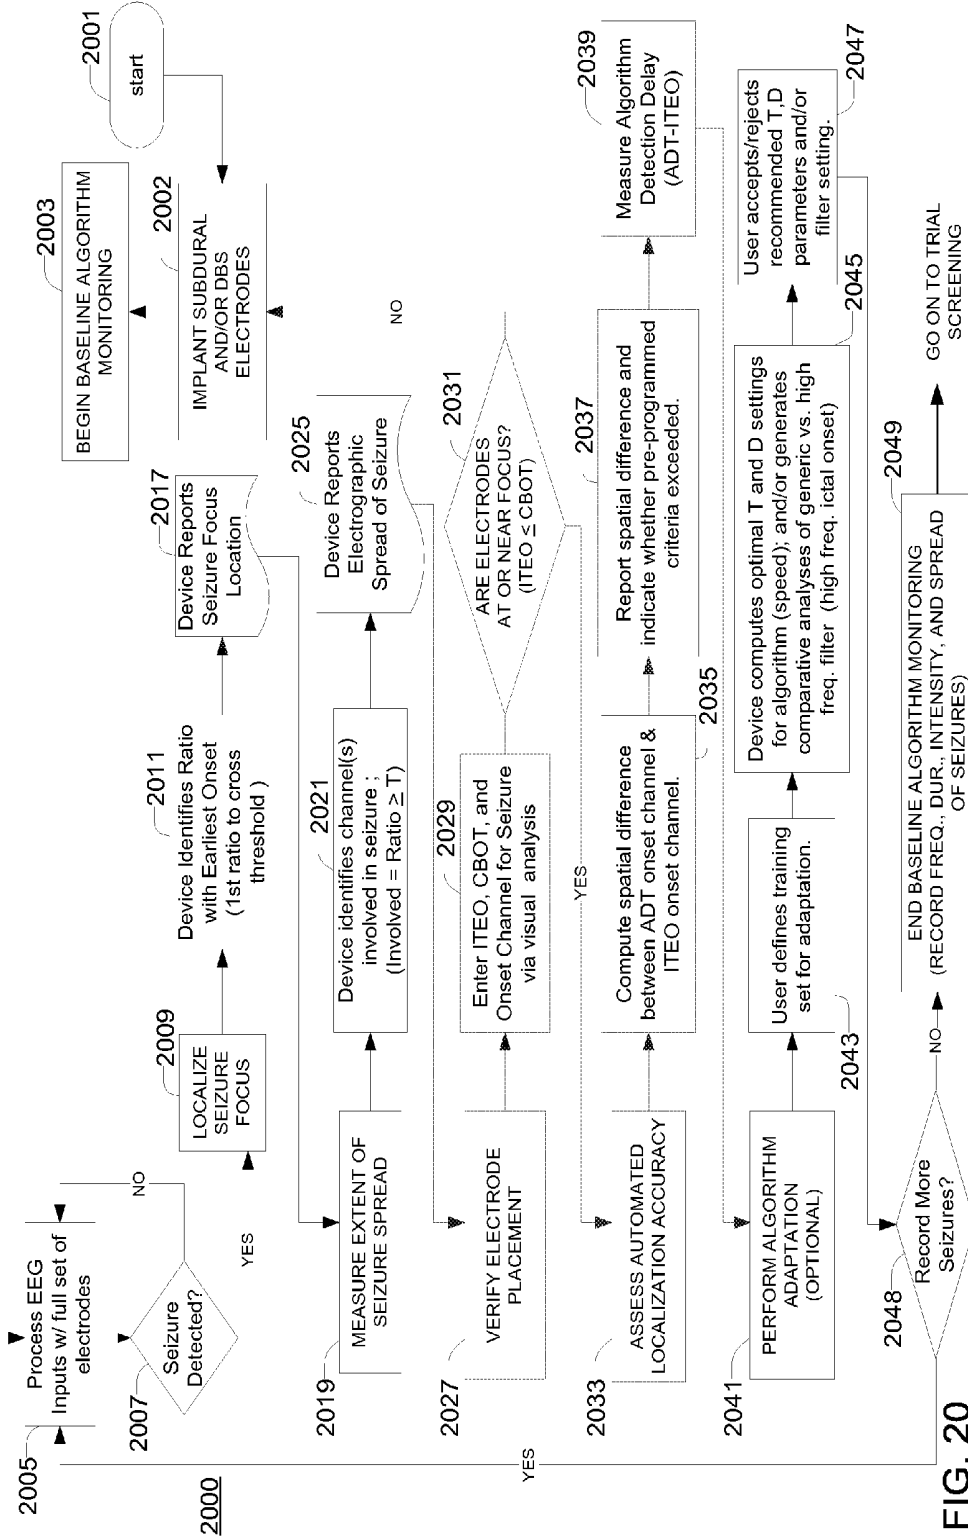 2001
start
2002
IMPLANT SUBDURAL
AND/OR DBS
ELECTRODES
2003
BEGIN BASELINE ALGORITHM
MONITORING
2005
Process EEG
Inputs w/ full set of
electrodes
2007
Seizure
Detected?
NO
YES
2009
LOCALIZE
SEIZURE
FOCUS
2011
Device Identifies Ratio
with Earliest Onset
(1st ratio to cross
threshold )
2017
Device Reports
Seizure Focus
Location
2000
2019
MEASURE EXTENT OF
SEIZURE SPREAD
2021
Device identifies channel(s)
involved in seizure ;
(Involved = Ratio ≥ T)
2025
Device Reports
Electrographic
Spread of Seizure
2027
VERIFY ELECTRODE
PLACEMENT
2029
Enter ITEO, CBOT, and
Onset Channel for Seizure
via visual analysis
2031
ARE ELECTRODES
AT OR NEAR FOCUS?
(ITEO ≤ CBOT)
NO
YES
2033
ASSESS AUTOMATED
LOCALIZATION ACCURACY
2035
Compute spatial difference
between ADT onset channel &
ITEO onset channel.
2037
Report spatial difference and
indicate whether pre-programmed
criteria exceeded.
2039
Measure Algorithm
Detection Delay
(ADT-ITEO)
2041
PERFORM ALGORITHM
ADAPTATION
(OPTIONAL)
2043
User defines training
set for adaptation.
2045
Device computes optimal T and D settings
for algorithm (speed); and/or generates
comparative analyses of generic vs. high
freq. filter (high freq. ictal onset)
2047
User accepts/rejects
recommended T,D
parameters and/or
filter setting.
2048
Record More
Seizures?
YES
NO
2049
END BASELINE ALGORITHM MONITORING
(RECORD FREQ., DUR., INTENSITY, AND SPREAD
OF SEIZURES)
GO ON TO TRIAL
SCREENING
FIG. 20